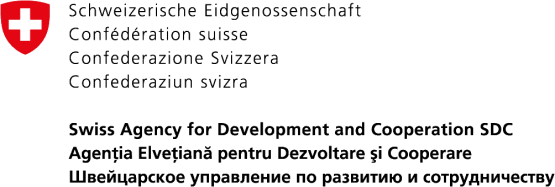 Schweizerische Eidgenossenschaft
Confédération suisse
Confederazione Svizzera
Confederaziun svizra
Swiss Agency for Development and Cooperation SDC
Agenția Elvețiană pentru Dezvoltare şi Cooperare
Швейцарское управление по развитию и сотрудничеству